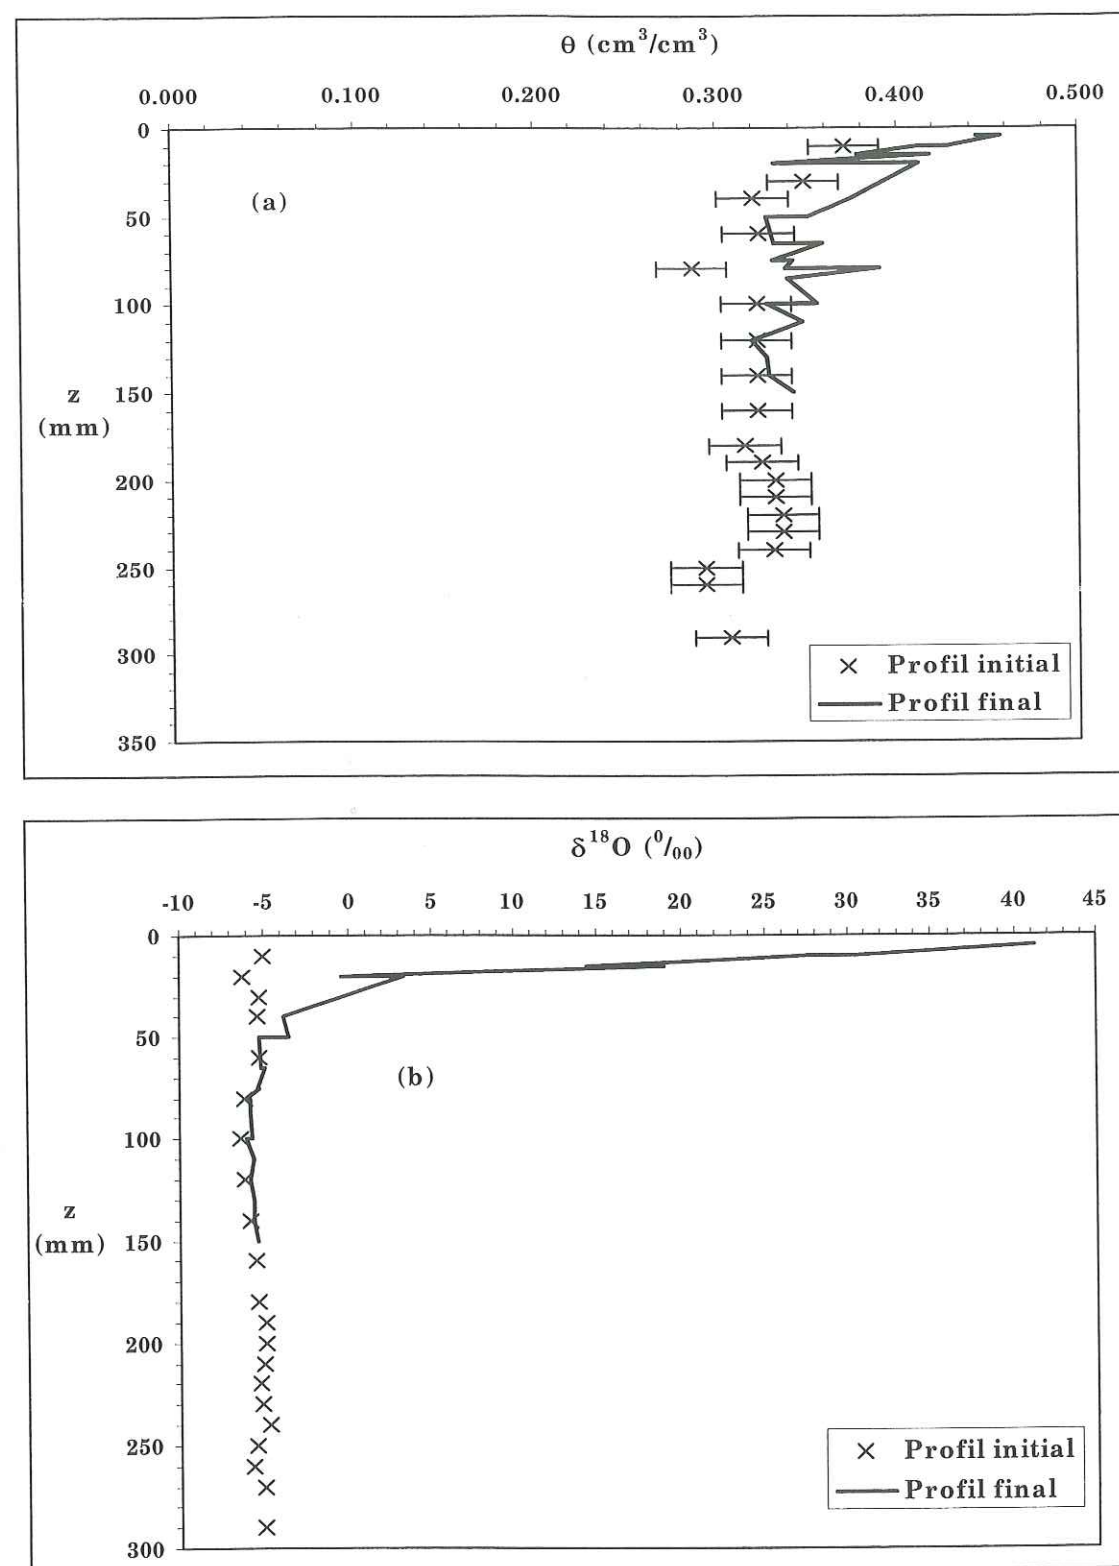 θ (cm³/cm³)
0.000 0.100 0.200 0.300 0.400 0.500
0
50
100
150
200
250
300
350
z
(mm)
(a)
Profil initial
Profil final
δ¹⁸O (⁰/₀₀)
-10 -5 0 5 10 15 20 25 30 35 40 45
0
50
100
150
200
250
300
z
(mm)
(b)
Profil initial
Profil final